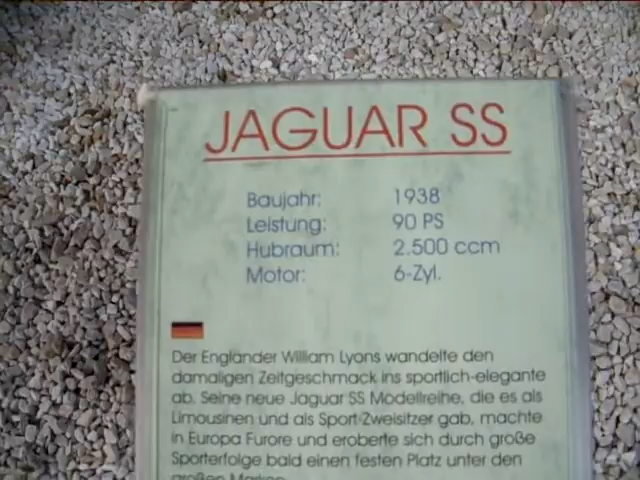 JAGUAR SS
Baujahr: 1938
Leistung: 90 PS
Hubraum: 2.500 ccm
Motor: 6-Zyl.
Der Engländer William Lyons wandelte den
damaligen Zeitgeschmack ins sportlich-elegante
ab. Seine neue Jaguar SS Modellreihe, die es als
Limousinen und als Sport-Zweisitzer gab, machte
in Europa Furore und eroberte sich durch große
Sporterfolge bald einen festen Platz unter den
großen